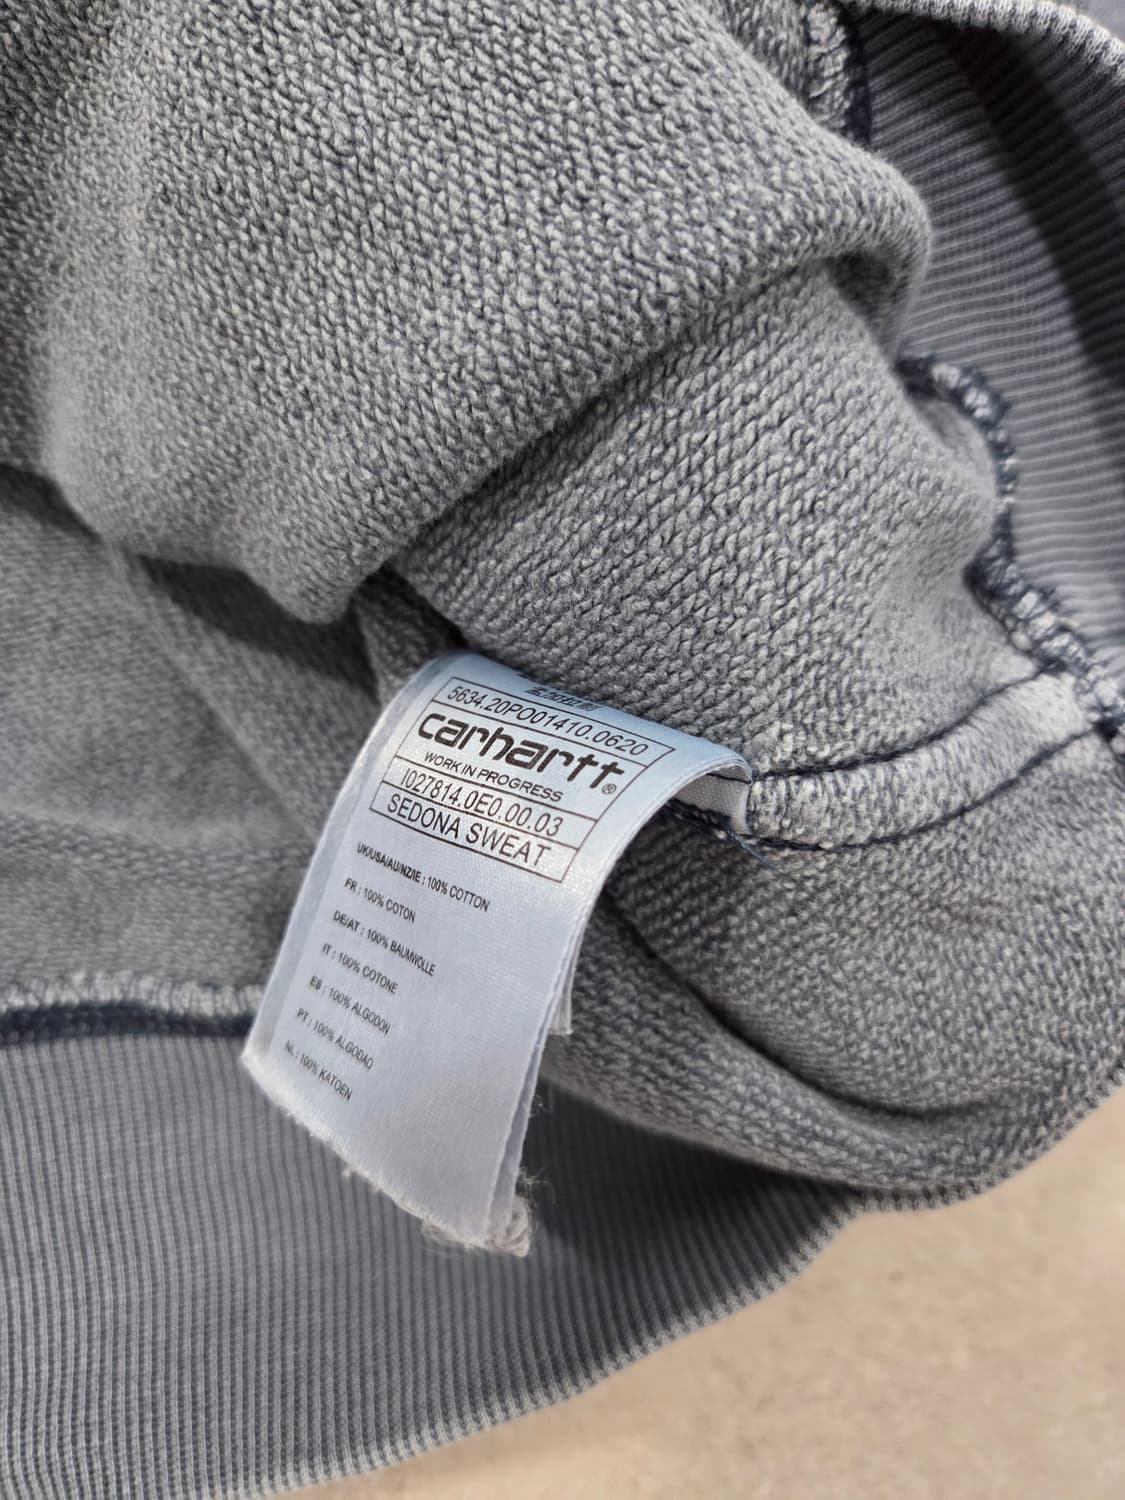 5634.20PO01410.0620
carhartt®
WORK IN PROGRESS
I027814.0E0.00.03
SEDONA SWEAT
UK/USA/AU/NZ/IE : 100% COTTON
FR : 100% COTON
DE/AT : 100% BAUMWOLLE
IT : 100% COTONE
ES : 100% ALGODON
PT : 100% ALGODAO
NL : 100% KATOEN